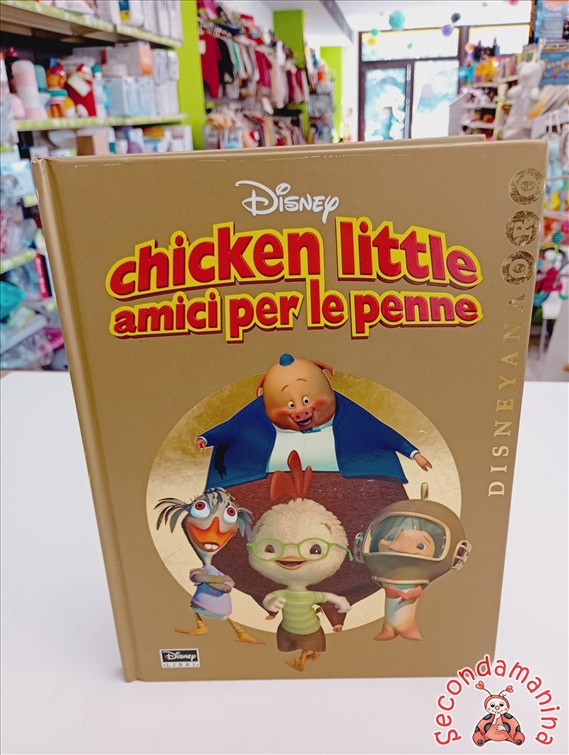 Disney
chicken little
amici per le penne
DISNEYANA ORO
Disney
LIBRI
Secondamanina